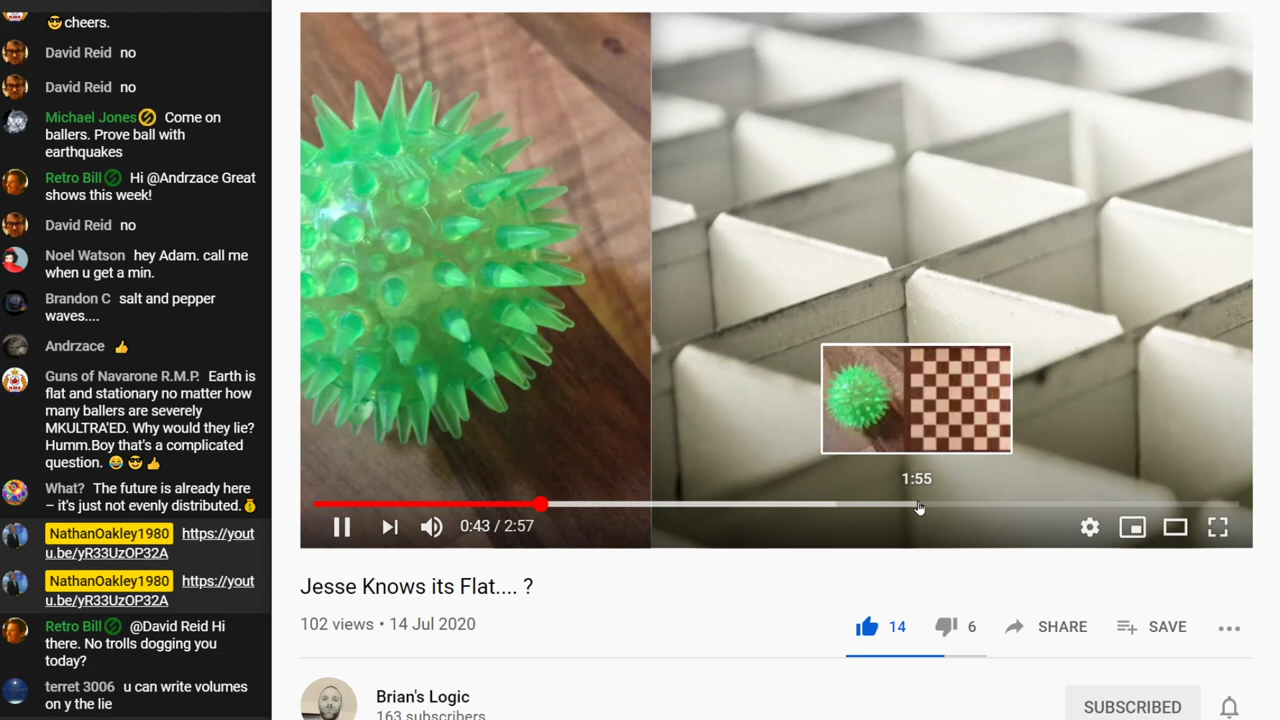 cheers.
David Reid no
David Reid no
Michael Jones Come on
ballers. Prove ball with
earthquakes
Retro Bill Hi @Andrzace Great
shows this week!
David Reid no
Noel Watson hey Adam. call me
when u get a min.
Brandon C salt and pepper
waves....
Andrzace
Guns of Navarone R.M.P. Earth is
flat and stationary no matter how
many ballers are severely
MKULTRA'ED. Why would they lie?
Humm.Boy that's a complicated
question.
What? The future is already here
– it's just not evenly distributed.
NathanOakley1980 https://yout
u.be/yR33UzOP32A
NathanOakley1980 https://yout
u.be/yR33UzOP32A
Retro Bill @David Reid Hi
there. No trolls dogging you
today?
terret 3006 u can write volumes
on y the lie
1:55
0:43 / 2:57
Jesse Knows its Flat.... ?
102 views • 14 Jul 2020
14
6
SHARE
SAVE
Brian's Logic
163 subscribers
SUBSCRIBED